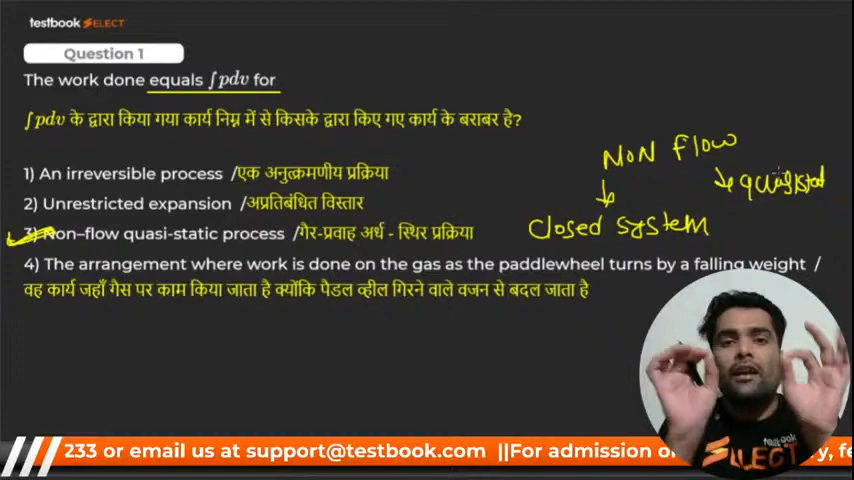 testbook SELECT
Question 1
The work done equals ∫pdv for
∫pdv के द्वारा किया गया कार्य निम्न में से किसके द्वारा किए गए कार्य के बराबर है?
NON Flow
quasistat
1) An irreversible process /एक अनुत्क्रमणीय प्रक्रिया
2) Unrestricted expansion /अप्रतिबंधित विस्तार
closed system
3) Non–flow quasi-static process /गैर-प्रवाह अर्ध - स्थिर प्रक्रिया
4) The arrangement where work is done on the gas as the paddlewheel turns by a falling weight /
वह कार्य जहाँ गैस पर काम किया जाता है क्योंकि पैडल व्हील गिरने वाले वजन से बदल जाता है
testbook
SELECT
233 or email us at support@testbook.com ||For admission o